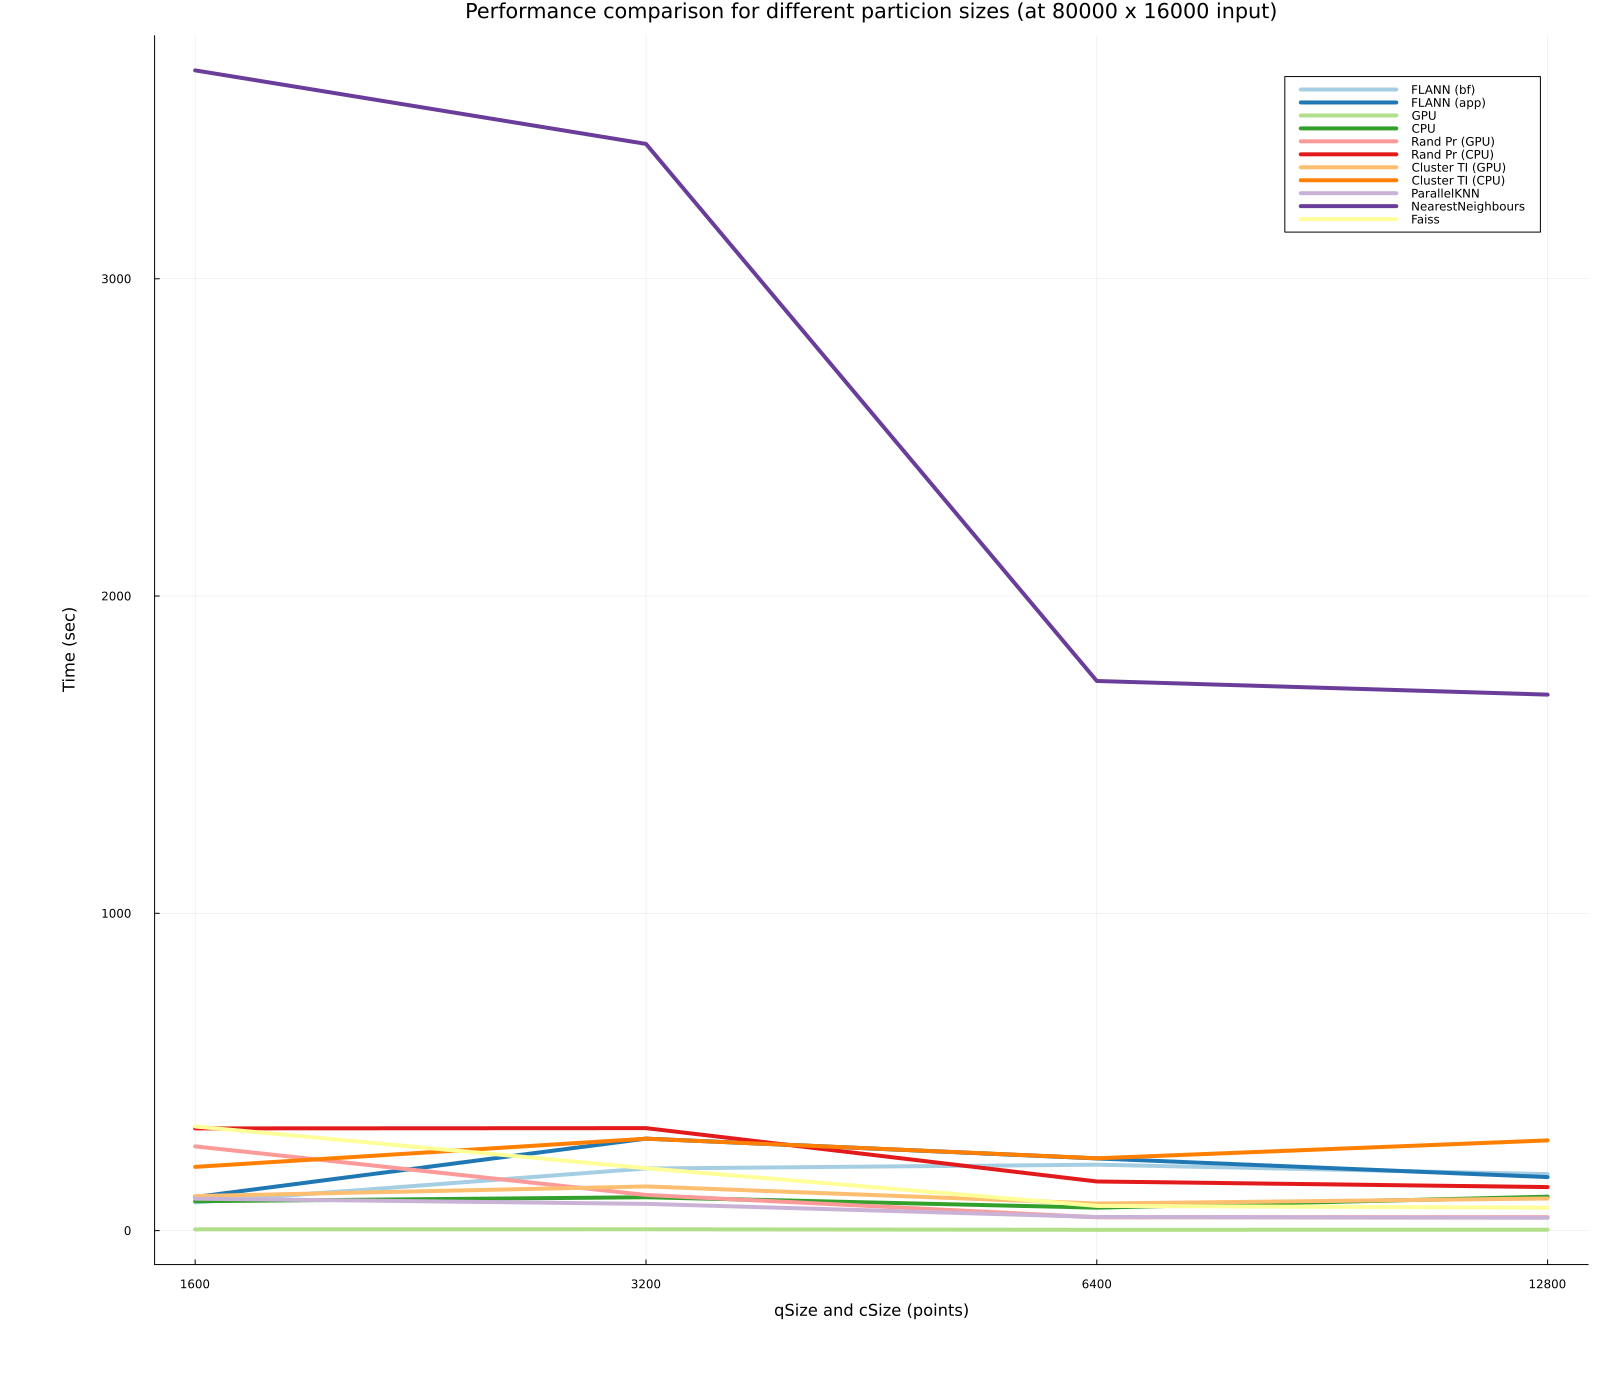 Performance comparison for different particion sizes (at 80000 x 16000 input)
FLANN (bf)
FLANN (app)
GPU
CPU
Rand Pr (GPU)
Rand Pr (CPU)
Cluster TI (GPU)
Cluster TI (CPU)
ParallelKNN
NearestNeighbours
Faiss
3000
2000
1000
0
Time (sec)
1600 3200 6400 12800
qSize and cSize (points)